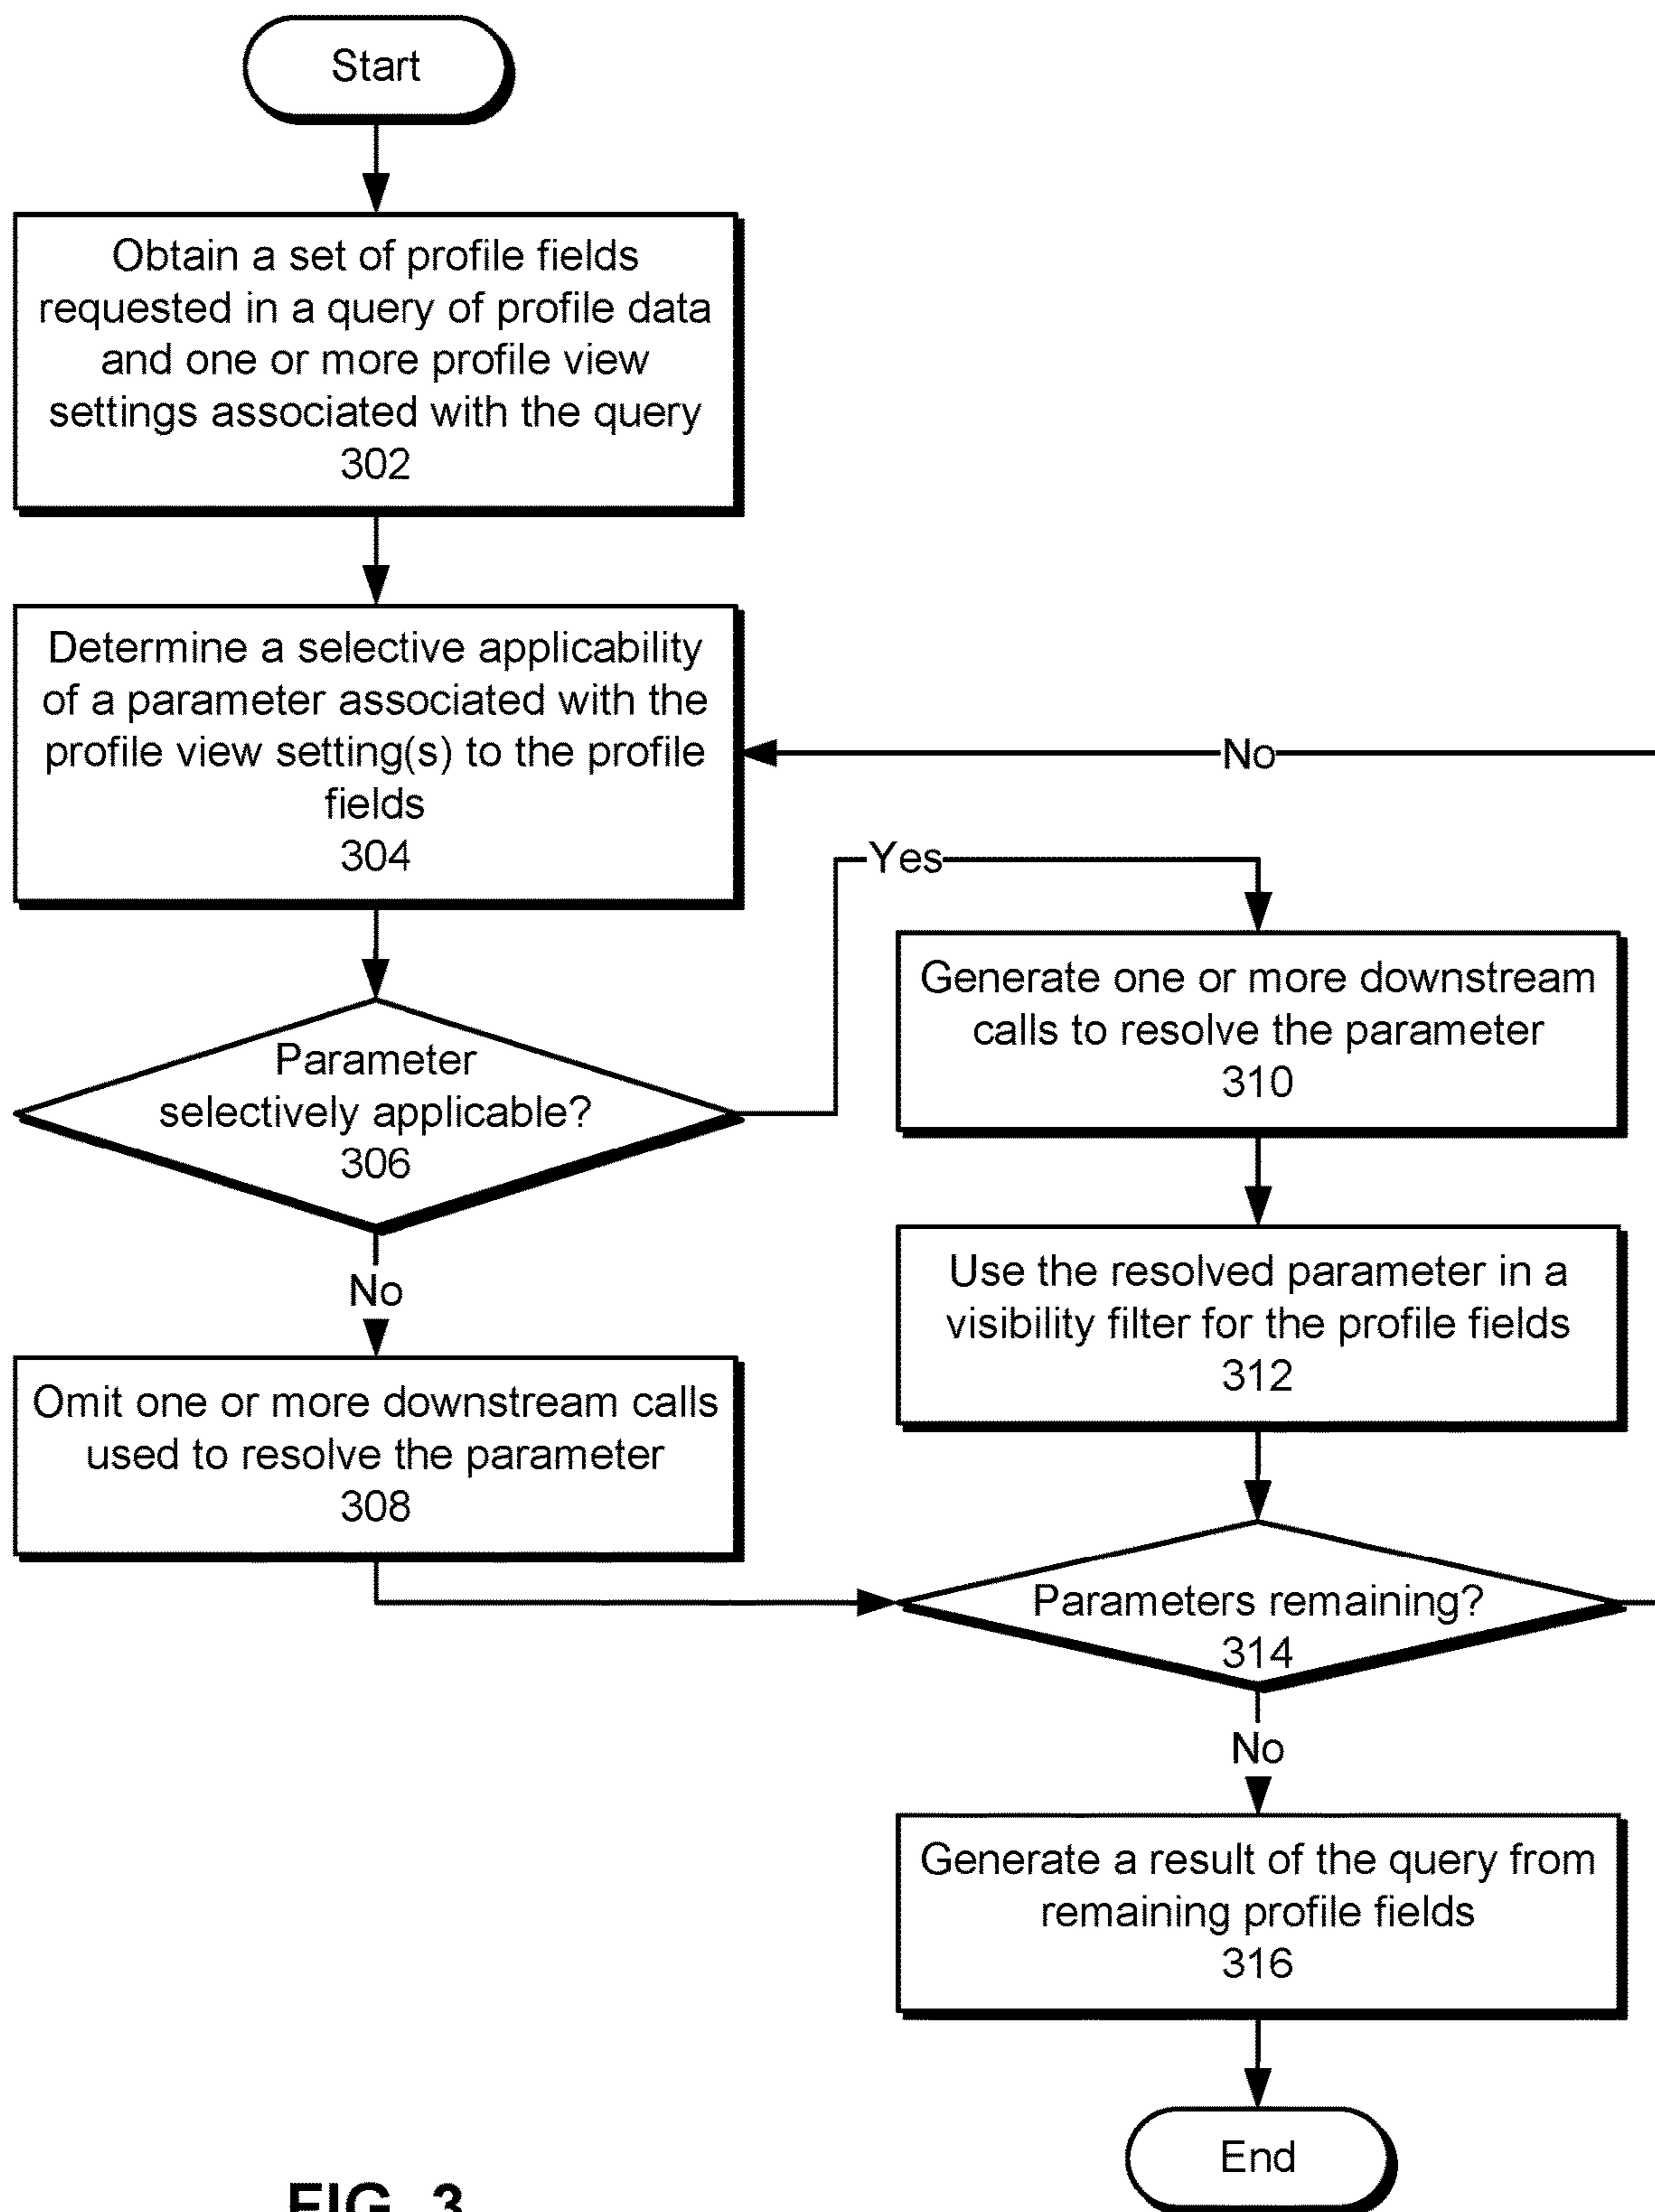 Start
Obtain a set of profile fields
requested in a query of profile data
and one or more profile view
settings associated with the query
302
Determine a selective applicability
of a parameter associated with the
profile view setting(s) to the profile
fields
304
No
Yes
Parameter
selectively applicable?
306
No
Omit one or more downstream calls
used to resolve the parameter
308
Generate one or more downstream
calls to resolve the parameter
310
Use the resolved parameter in a
visibility filter for the profile fields
312
Parameters remaining?
314
No
Generate a result of the query from
remaining profile fields
316
End
FIG. 3